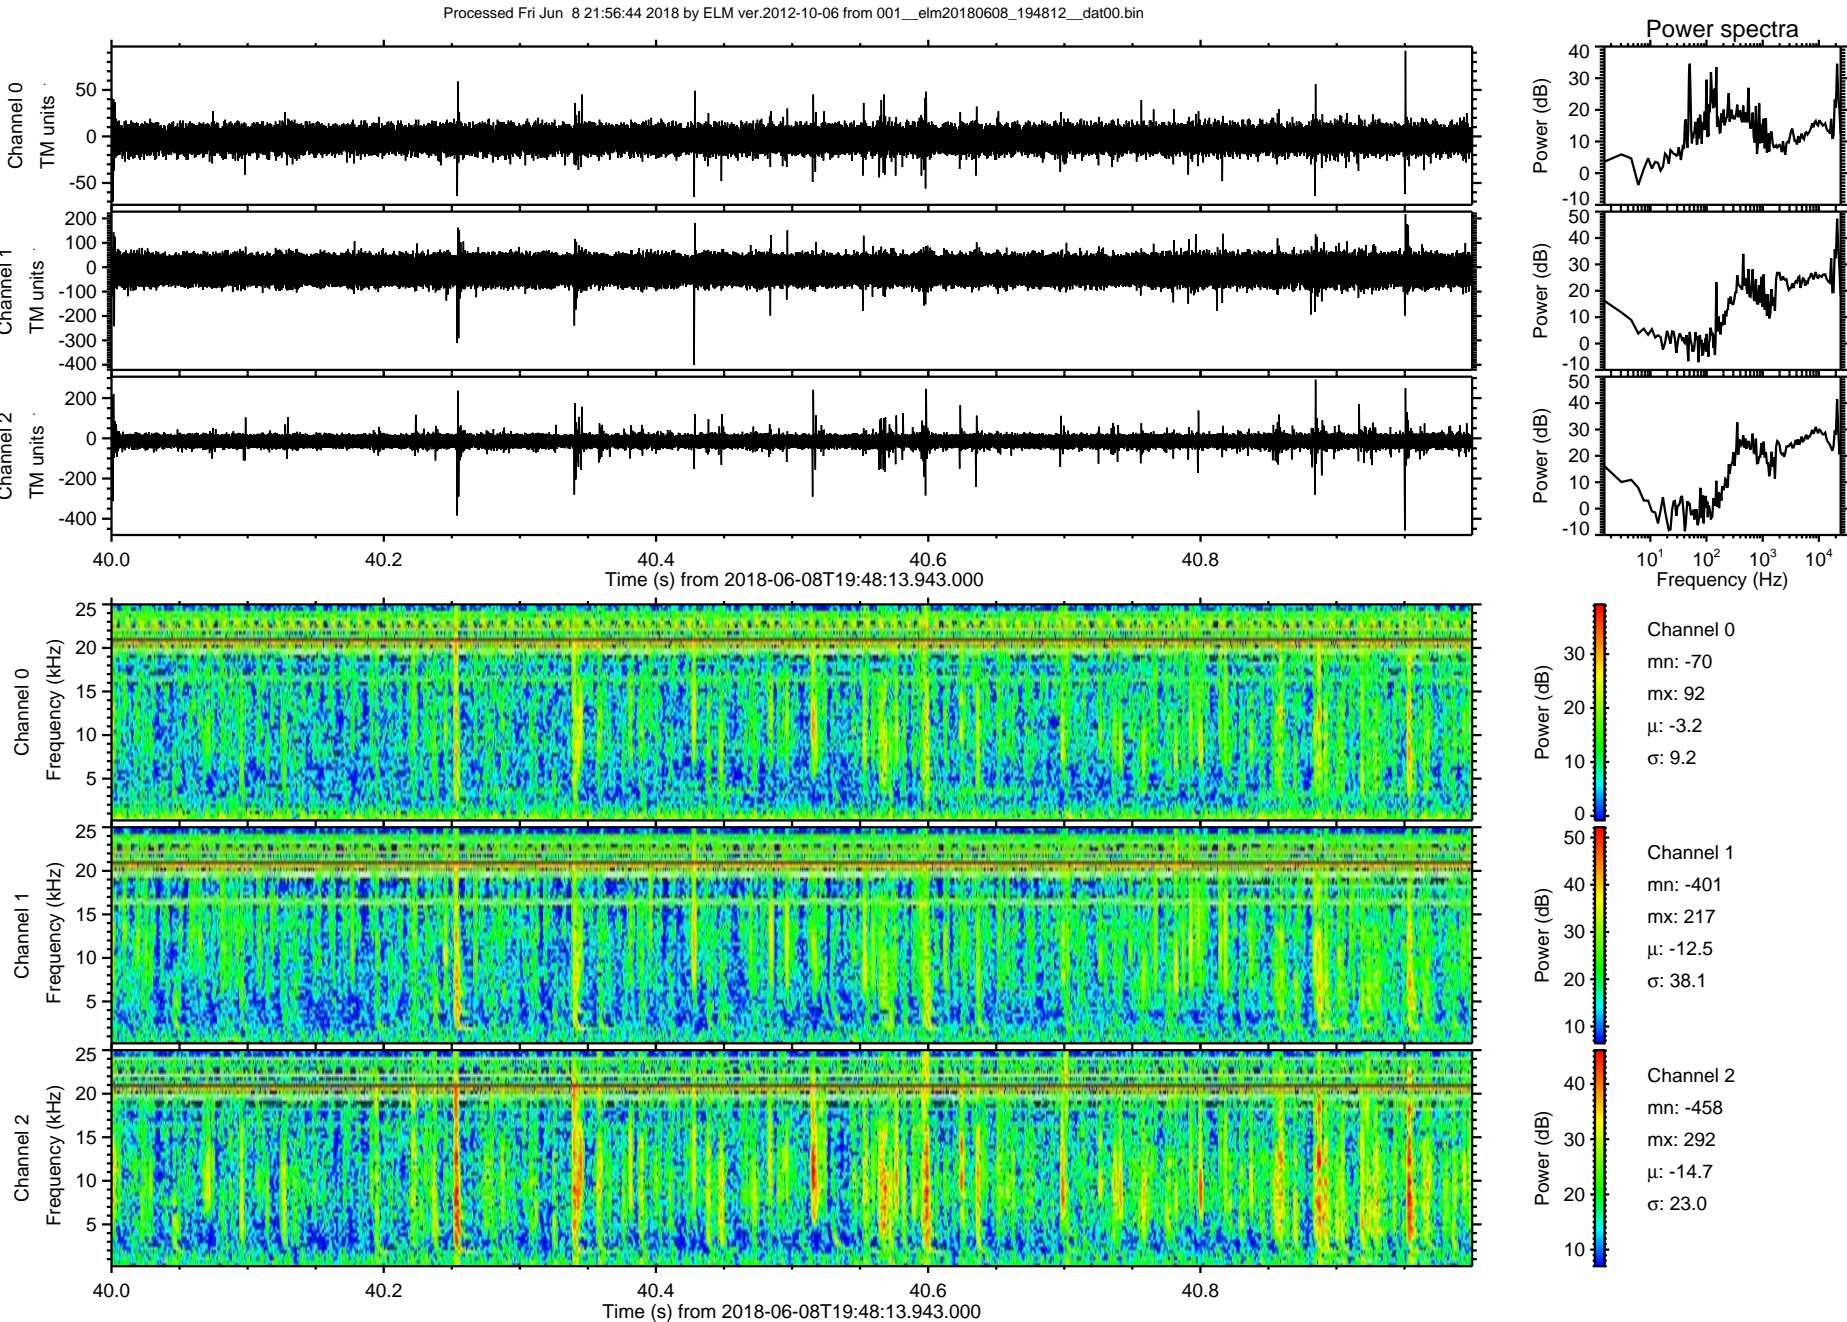 Processed Fri Jun  8 21:56:44 2018 by ELM ver.2012-10-06 from 001__elm20180608_194812__dat00.bin
Power spectra
Channel 0
TM units
50
0
-50
Power (dB)
40
30
20
10
0
-10
Channel 1
TM units
200
100
0
-100
-200
-300
-400
Power (dB)
50
40
30
20
10
0
-10
Channel 2
TM units
200
0
-200
-400
Power (dB)
50
40
30
20
10
0
-10
40.0 40.2 40.4 40.6 40.8
Time (s) from 2018-06-08T19:48:13.943.000
10¹ 10² 10³ 10⁴
Frequency (Hz)
Channel 0
Frequency (kHz)
25
20
15
10
5
Power (dB)
30
20
10
0
Channel 0
mn: -70
mx: 92
μ: -3.2
σ: 9.2
Channel 1
Frequency (kHz)
25
20
15
10
5
Power (dB)
50
40
30
20
10
Channel 1
mn: -401
mx: 217
μ: -12.5
σ: 38.1
Channel 2
Frequency (kHz)
25
20
15
10
5
Power (dB)
40
30
20
10
Channel 2
mn: -458
mx: 292
μ: -14.7
σ: 23.0
40.0 40.2 40.4 40.6 40.8
Time (s) from 2018-06-08T19:48:13.943.000